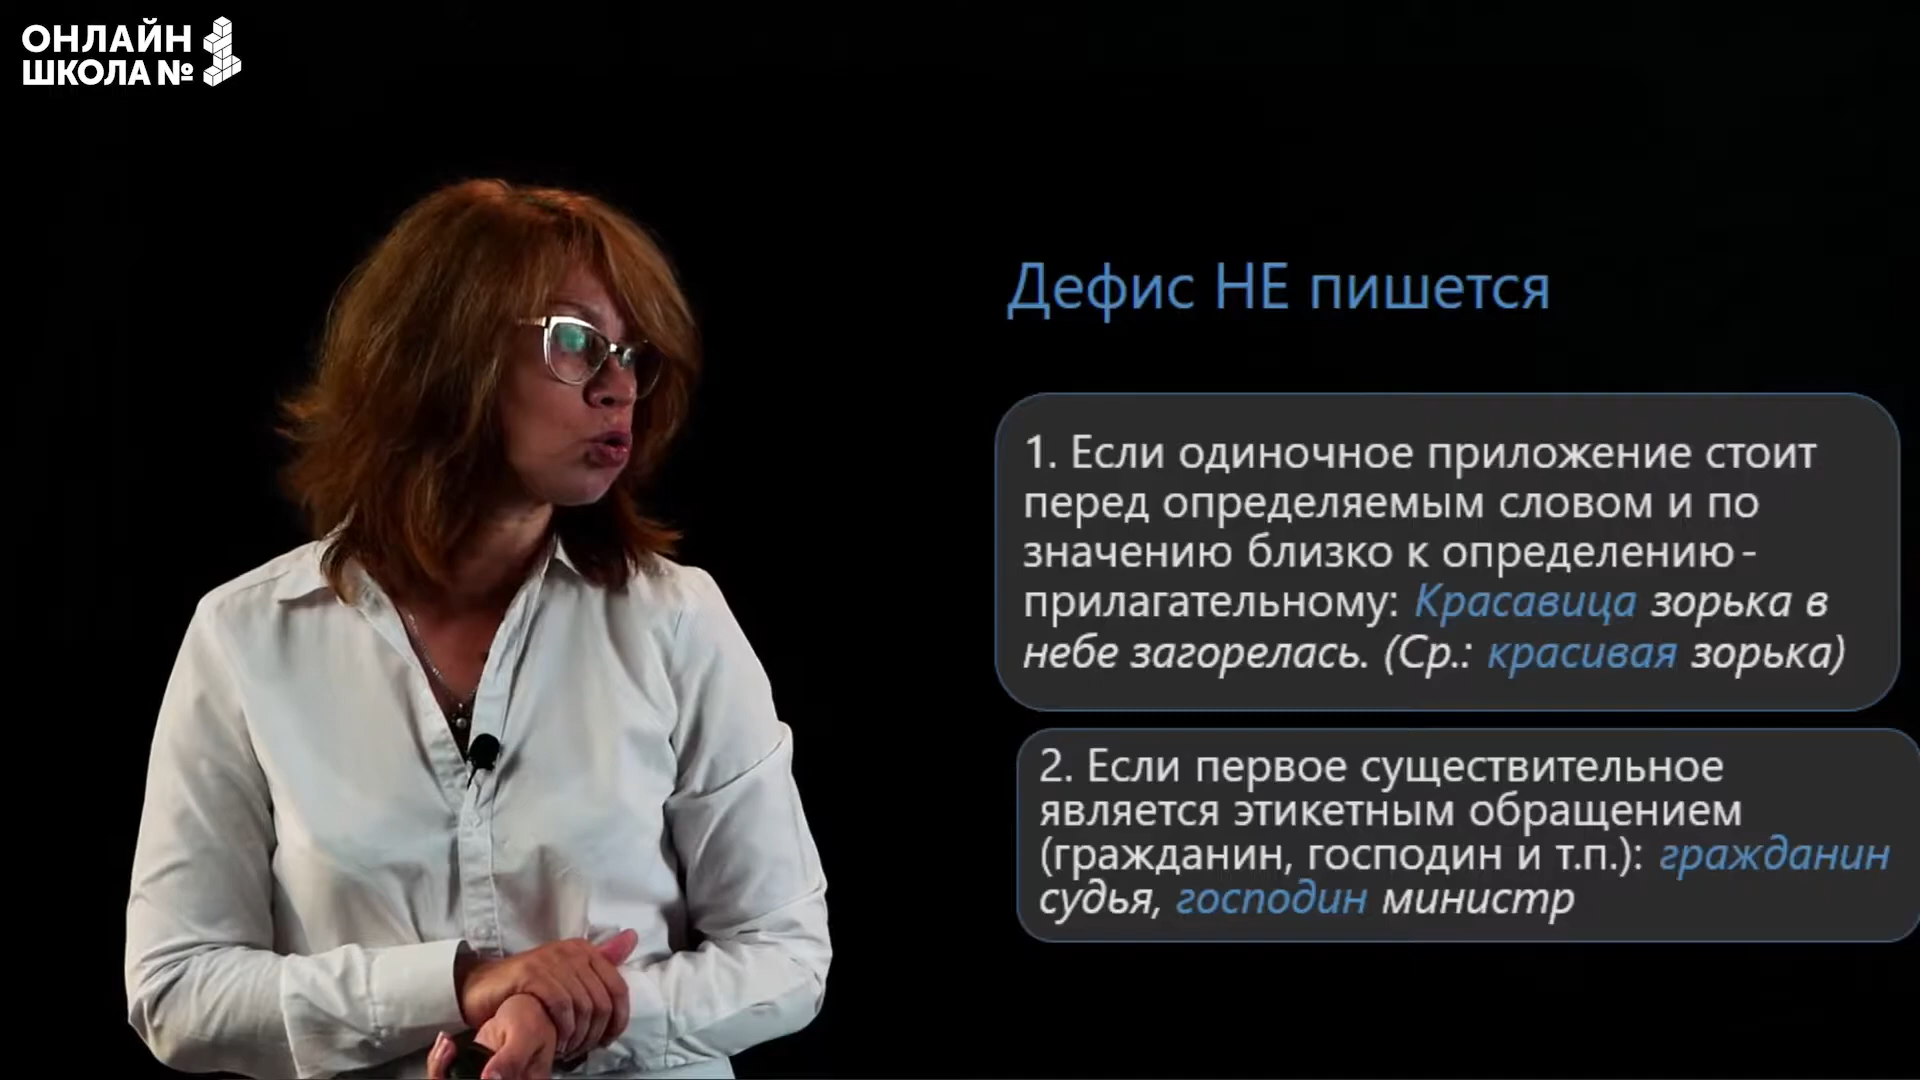 ОНЛАЙН
ШКОЛА №1
Дефис НЕ пишется
1. Если одиночное приложение стоит
перед определяемым словом и по
значению близко к определению -
прилагательному: Красавица зорька в
небе загорелась. (Ср.: красивая зорька)
2. Если первое существительное
является этикетным обращением
(гражданин, господин и т.п.): гражданин
судья, господин министр